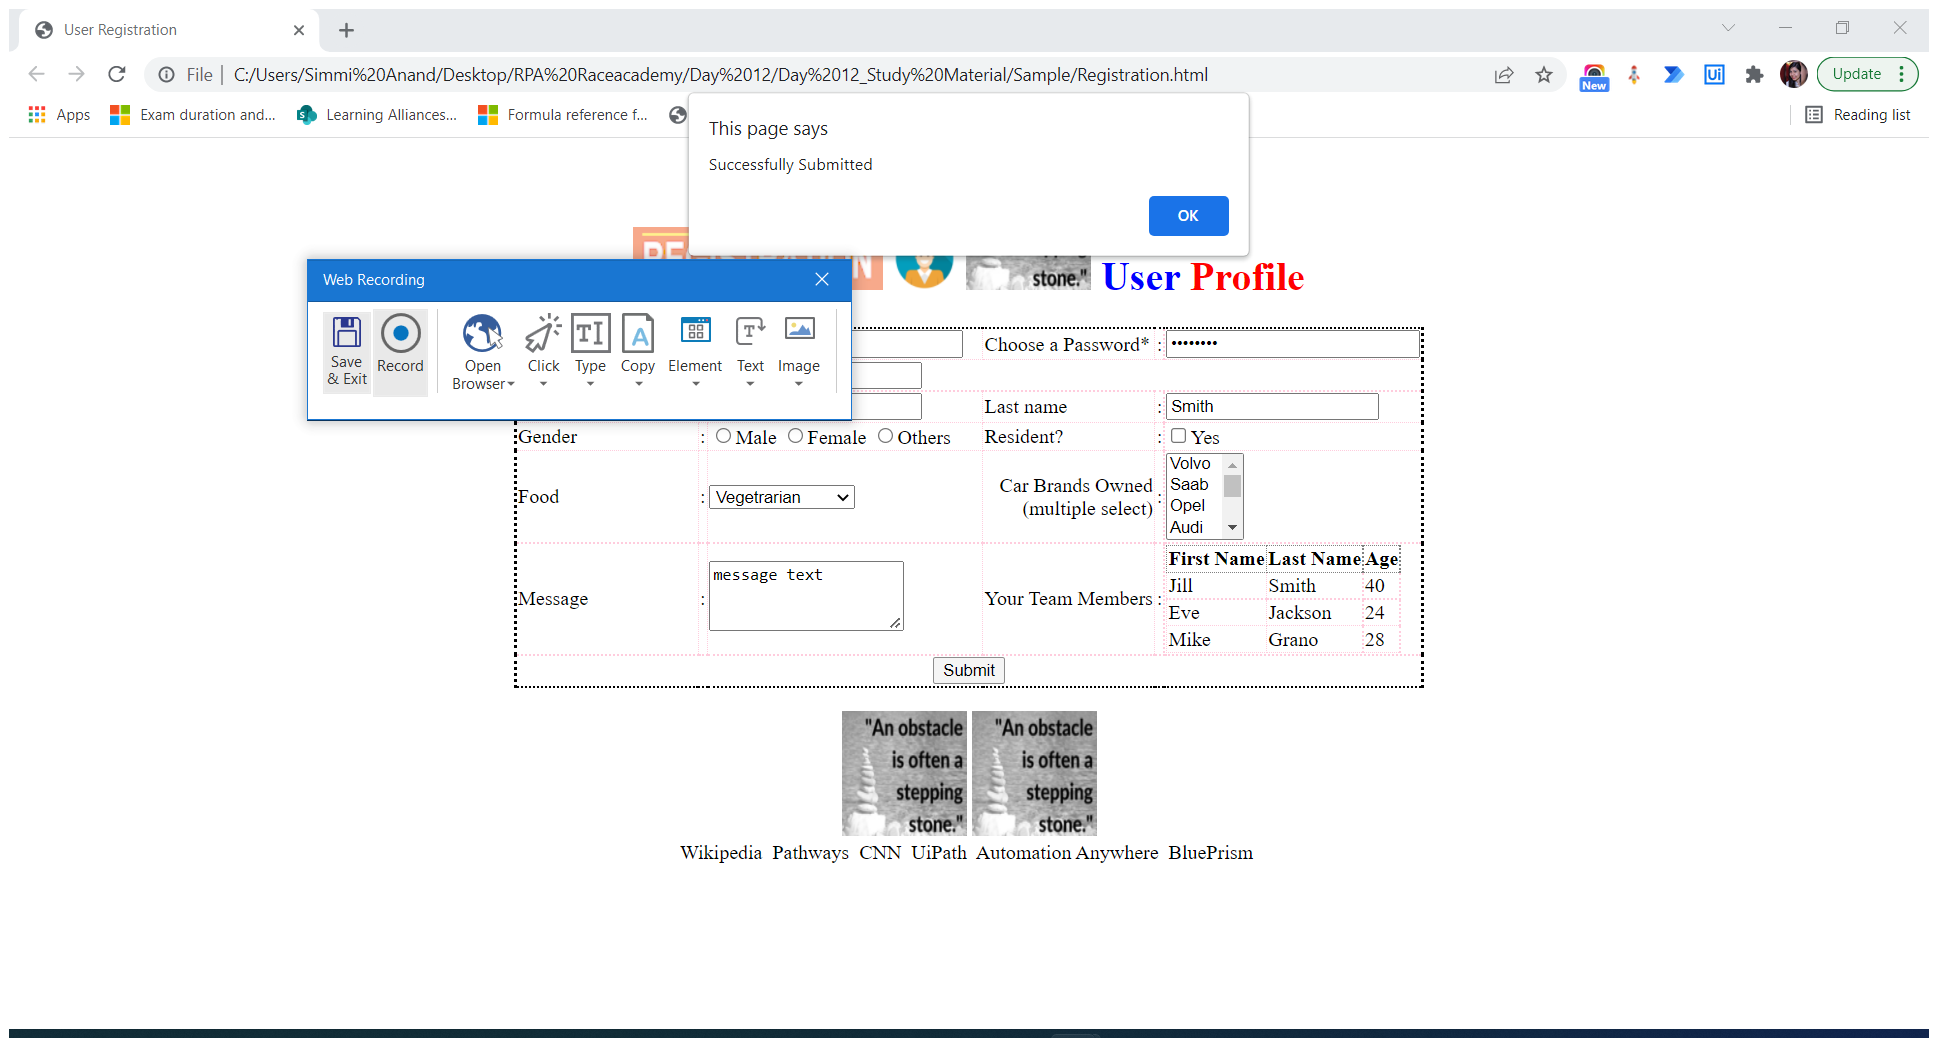 User Registration
File | C:/Users/Simmi%20Anand/Desktop/RPA%20Raceacademy/Day%2012/Day%2012_Study%20Material/Sample/Registration.html
New
Ui
Update
Apps
Exam duration and...
Learning Alliances...
Formula reference f...
Reading list
This page says
Successfully Submitted
OK
stone."
User Profile
Web Recording
Save & Exit
Record
Open Browser
Click
Type
Copy
Element
Text
Image
Choose a Password* : ••••••••
Last name : Smith
Gender : Male Female Others Resident? : Yes
Food : Vegetrarian
Car Brands Owned
(multiple select) :
Volvo
Saab
Opel
Audi
Message : message text
Your Team Members :
First Name Last Name Age
Jill Smith 40
Eve Jackson 24
Mike Grano 28
Submit
"An obstacle
is often a
stepping
stone."
"An obstacle
is often a
stepping
stone."
Wikipedia Pathways CNN UiPath Automation Anywhere BluePrism